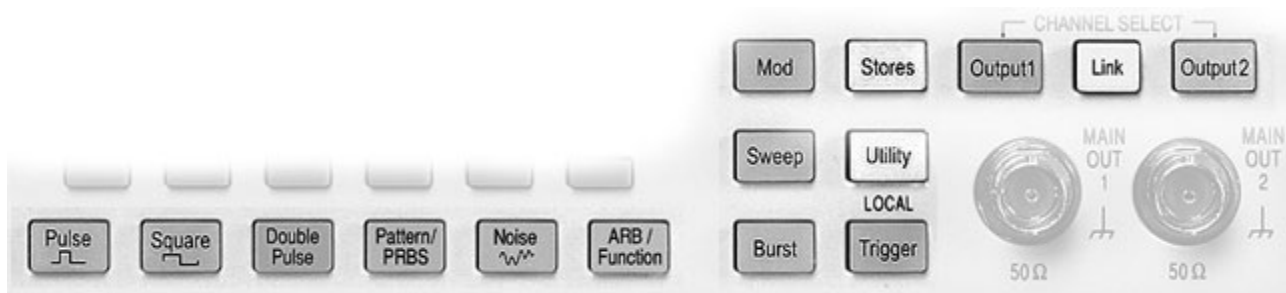 CHANNEL SELECT
Mod
Stores
Output1
Link
Output2
Sweep
Utility
MAIN
OUT
1
MAIN
OUT
2
LOCAL
Pulse
Square
Double
Pulse
Pattern/
PRBS
Noise
ARB /
Function
Burst
Trigger
50 Ω
50 Ω